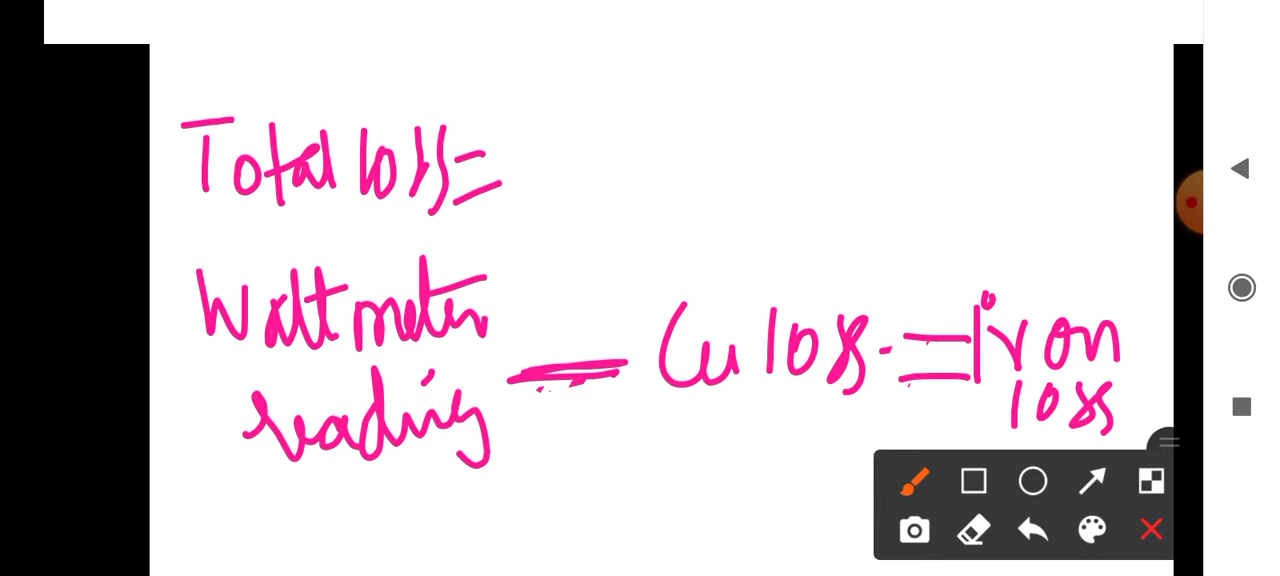 Total loss =
Wattmeter
reading — Cu loss = iron
loss